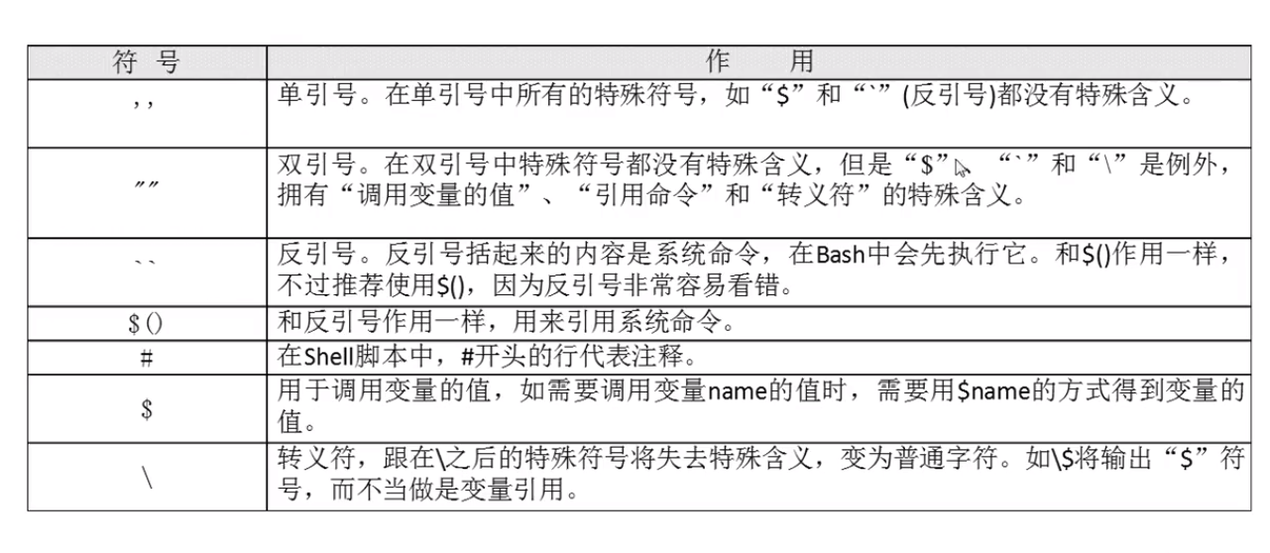 符 号 作 用
'' 单引号。在单引号中所有的特殊符号，如“$”和“`”(反引号)都没有特殊含义。
"" 双引号。在双引号中特殊符号都没有特殊含义，但是“$”、“`”和“\”是例外，
拥有“调用变量的值”、“引用命令”和“转义符”的特殊含义。
`` 反引号。反引号括起来的内容是系统命令，在Bash中会先执行它。和$()作用一样，
不过推荐使用$()，因为反引号非常容易看错。
$() 和反引号作用一样，用来引用系统命令。
# 在Shell脚本中，#开头的行代表注释。
$ 用于调用变量的值，如需要调用变量name的值时，需要用$name的方式得到变量的
值。
\ 转义符，跟在\之后的特殊符号将失去特殊含义，变为普通字符。如\$将输出“$”符
号，而不当做是变量引用。